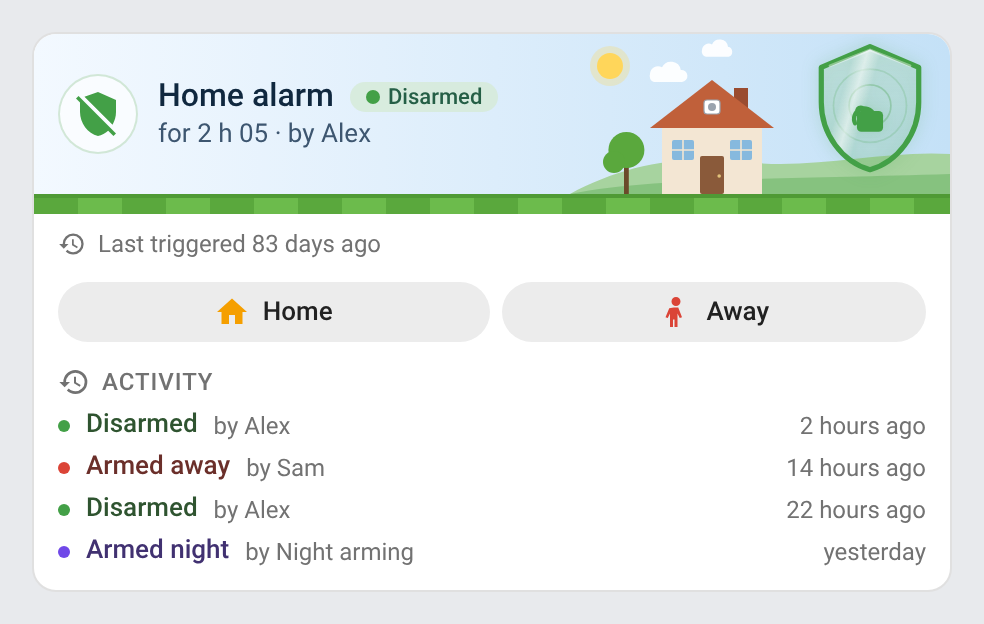 Home alarm Disarmed
for 2 h 05 · by Alex
Last triggered 83 days ago
Home Away
ACTIVITY
Disarmed by Alex 2 hours ago
Armed away by Sam 14 hours ago
Disarmed by Alex 22 hours ago
Armed night by Night arming yesterday